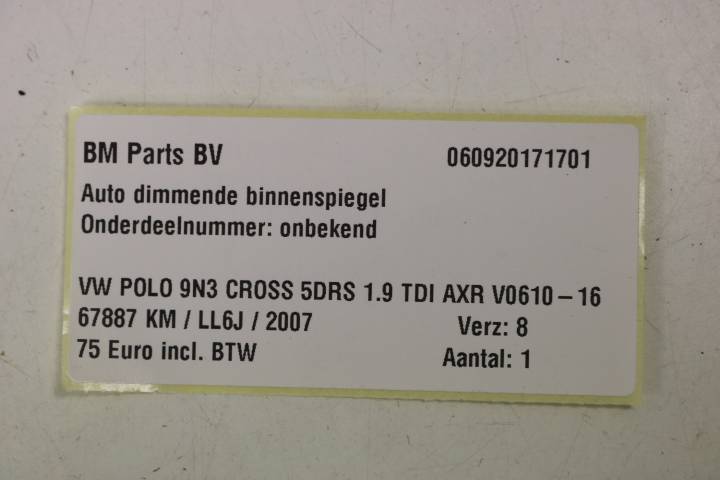 BM Parts BV 060920171701
Auto dimmende binnenspiegel
Onderdeelnummer: onbekend
VW POLO 9N3 CROSS 5DRS 1.9 TDI AXR V0610-16
67887 KM / LL6J / 2007 Verz: 8
75 Euro incl. BTW Aantal: 1